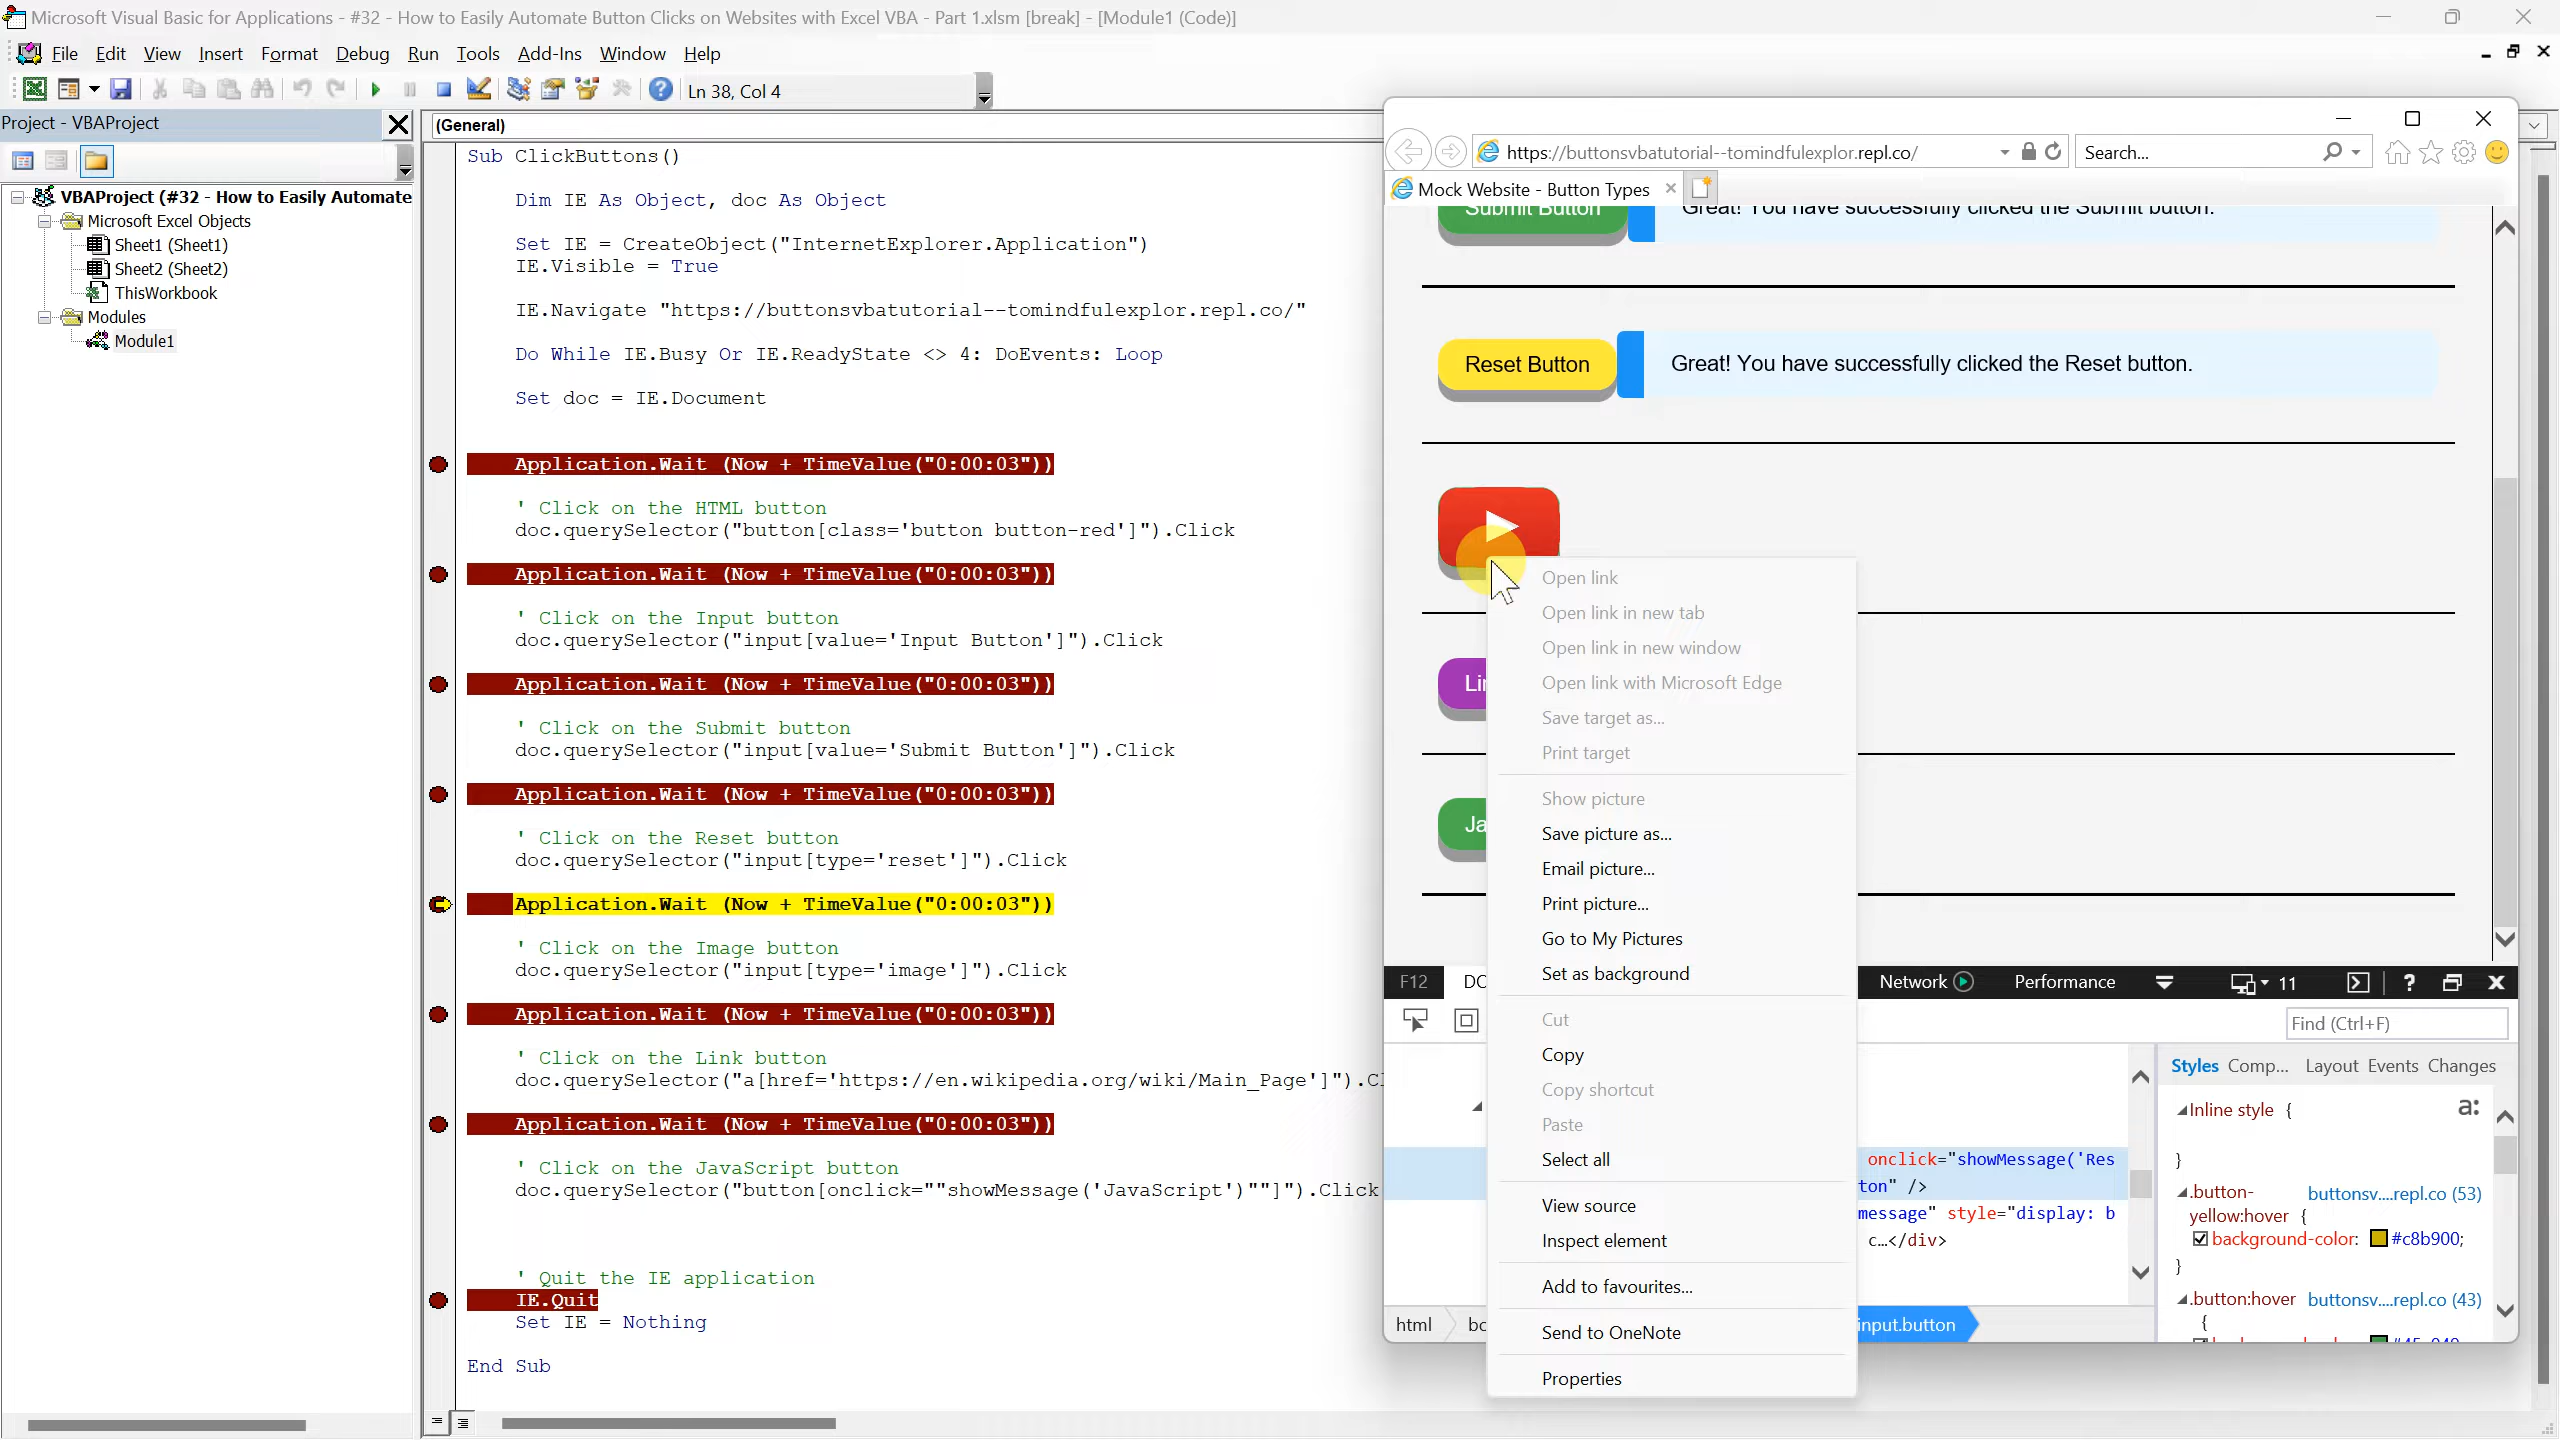 Microsoft Visual Basic for Applications - #32 - How to Easily Automate Button Clicks on Websites with Excel VBA - Part 1.xlsm [break] - [Module1 (Code)]
File Edit View Insert Format Debug Run Tools Add-Ins Window Help
Ln 38, Col 4
Project - VBAProject
VBAProject (#32 - How to Easily Automate
Microsoft Excel Objects
Sheet1 (Sheet1)
Sheet2 (Sheet2)
ThisWorkbook
Modules
Module1
(General)
Sub ClickButtons()
Dim IE As Object, doc As Object
Set IE = CreateObject("InternetExplorer.Application")
IE.Visible = True
IE.Navigate "https://buttonsvbatutorial--tomindfulexplor.repl.co/"
Do While IE.Busy Or IE.ReadyState <> 4: DoEvents: Loop
Set doc = IE.Document
Application.Wait (Now + TimeValue("0:00:03"))
' Click on the HTML button
doc.querySelector("button[class='button button-red']").Click
Application.Wait (Now + TimeValue("0:00:03"))
' Click on the Input button
doc.querySelector("input[value='Input Button']").Click
Application.Wait (Now + TimeValue("0:00:03"))
' Click on the Submit button
doc.querySelector("input[value='Submit Button']").Click
Application.Wait (Now + TimeValue("0:00:03"))
' Click on the Reset button
doc.querySelector("input[type='reset']").Click
Application.Wait (Now + TimeValue("0:00:03"))
' Click on the Image button
doc.querySelector("input[type='image']").Click
Application.Wait (Now + TimeValue("0:00:03"))
' Click on the Link button
doc.querySelector("a[href='https://en.wikipedia.org/wiki/Main_Page']").Cl
Application.Wait (Now + TimeValue("0:00:03"))
' Click on the JavaScript button
doc.querySelector("button[onclick=""showMessage('JavaScript')""]").Click
' Quit the IE application
IE.Quit
Set IE = Nothing
End Sub
https://buttonsvbatutorial--tomindfulexplor.repl.co/
Search...
Mock Website - Button Types
Submit Button Great! You have successfully clicked the Submit button.
Reset Button Great! You have successfully clicked the Reset button.
Lin
Ja
Open link
Open link in new tab
Open link in new window
Open link with Microsoft Edge
Save target as...
Print target
Show picture
Save picture as...
Email picture...
Print picture...
Go to My Pictures
Set as background
Cut
Copy
Copy shortcut
Paste
Select all
View source
Inspect element
Add to favourites...
Send to OneNote
Properties
F12 DO Network Performance 11 ?
Find (Ctrl+F)
onclick="showMessage('Res
ton" />
message" style="display: b
c...</div>
html bo input.button
Styles Comp... Layout Events Changes
Inline style { a:
}
.button- buttonsv....repl.co (53)
yellow:hover {
background-color: #c8b900;
}
.button:hover buttonsv....repl.co (43)
{